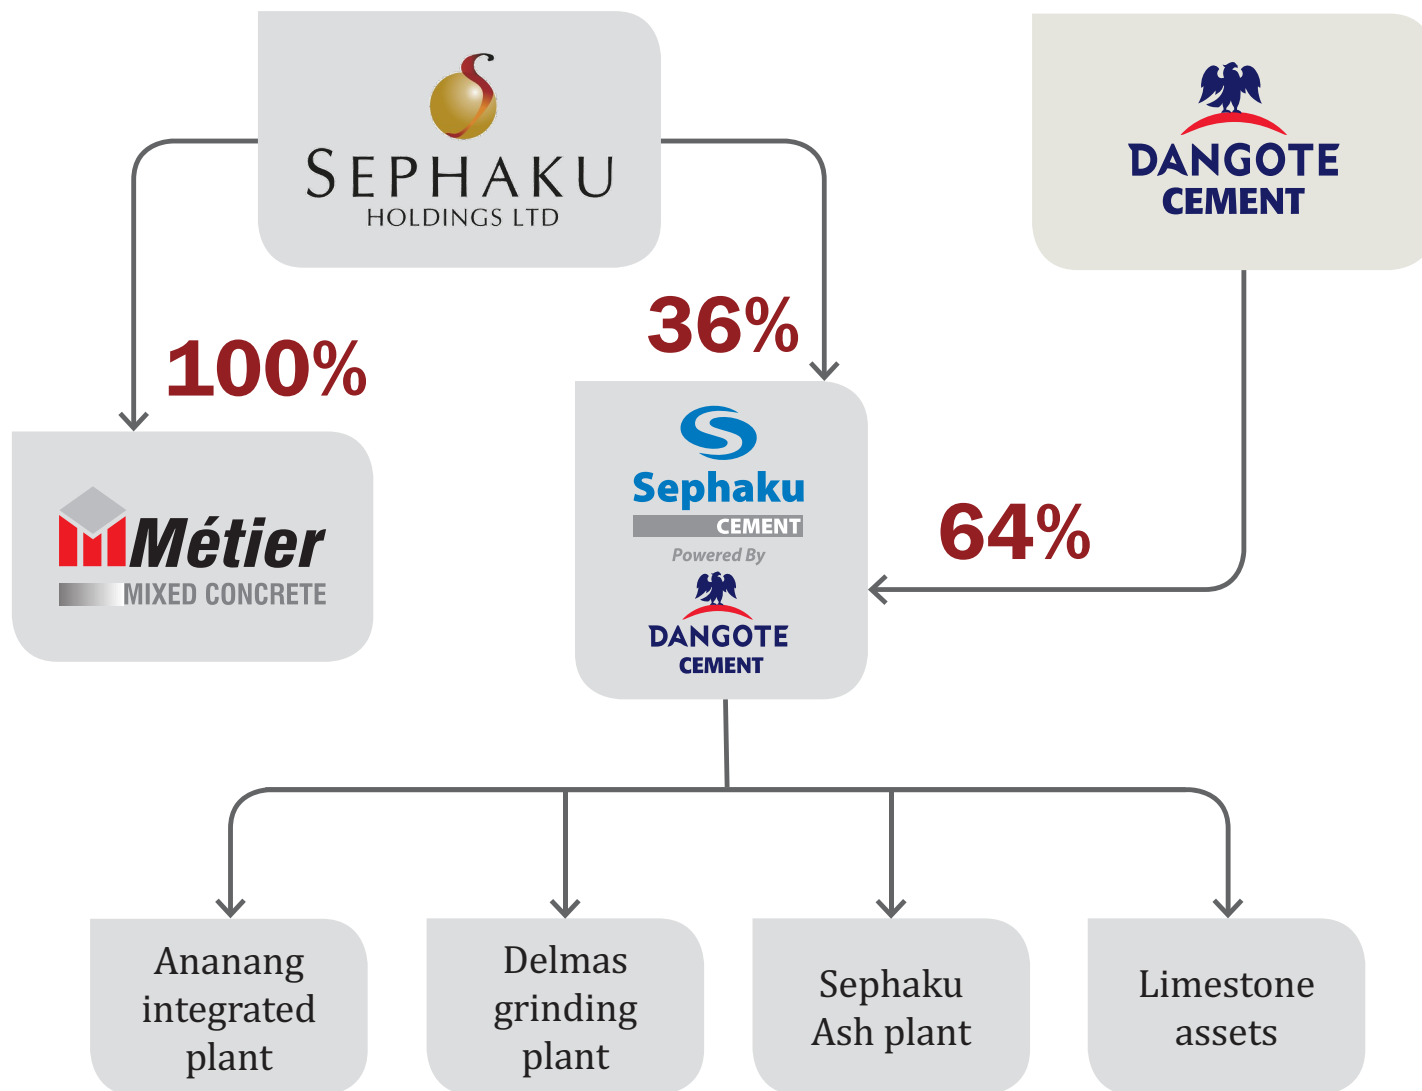 SEPHAKU
HOLDINGS LTD
DANGOTE
CEMENT
100%
36%
Métier
MIXED CONCRETE
Sephaku
CEMENT
Powered By
DANGOTE
CEMENT
64%
Ananang
integrated
plant
Delmas
grinding
plant
Sephaku
Ash plant
Limestone
assets